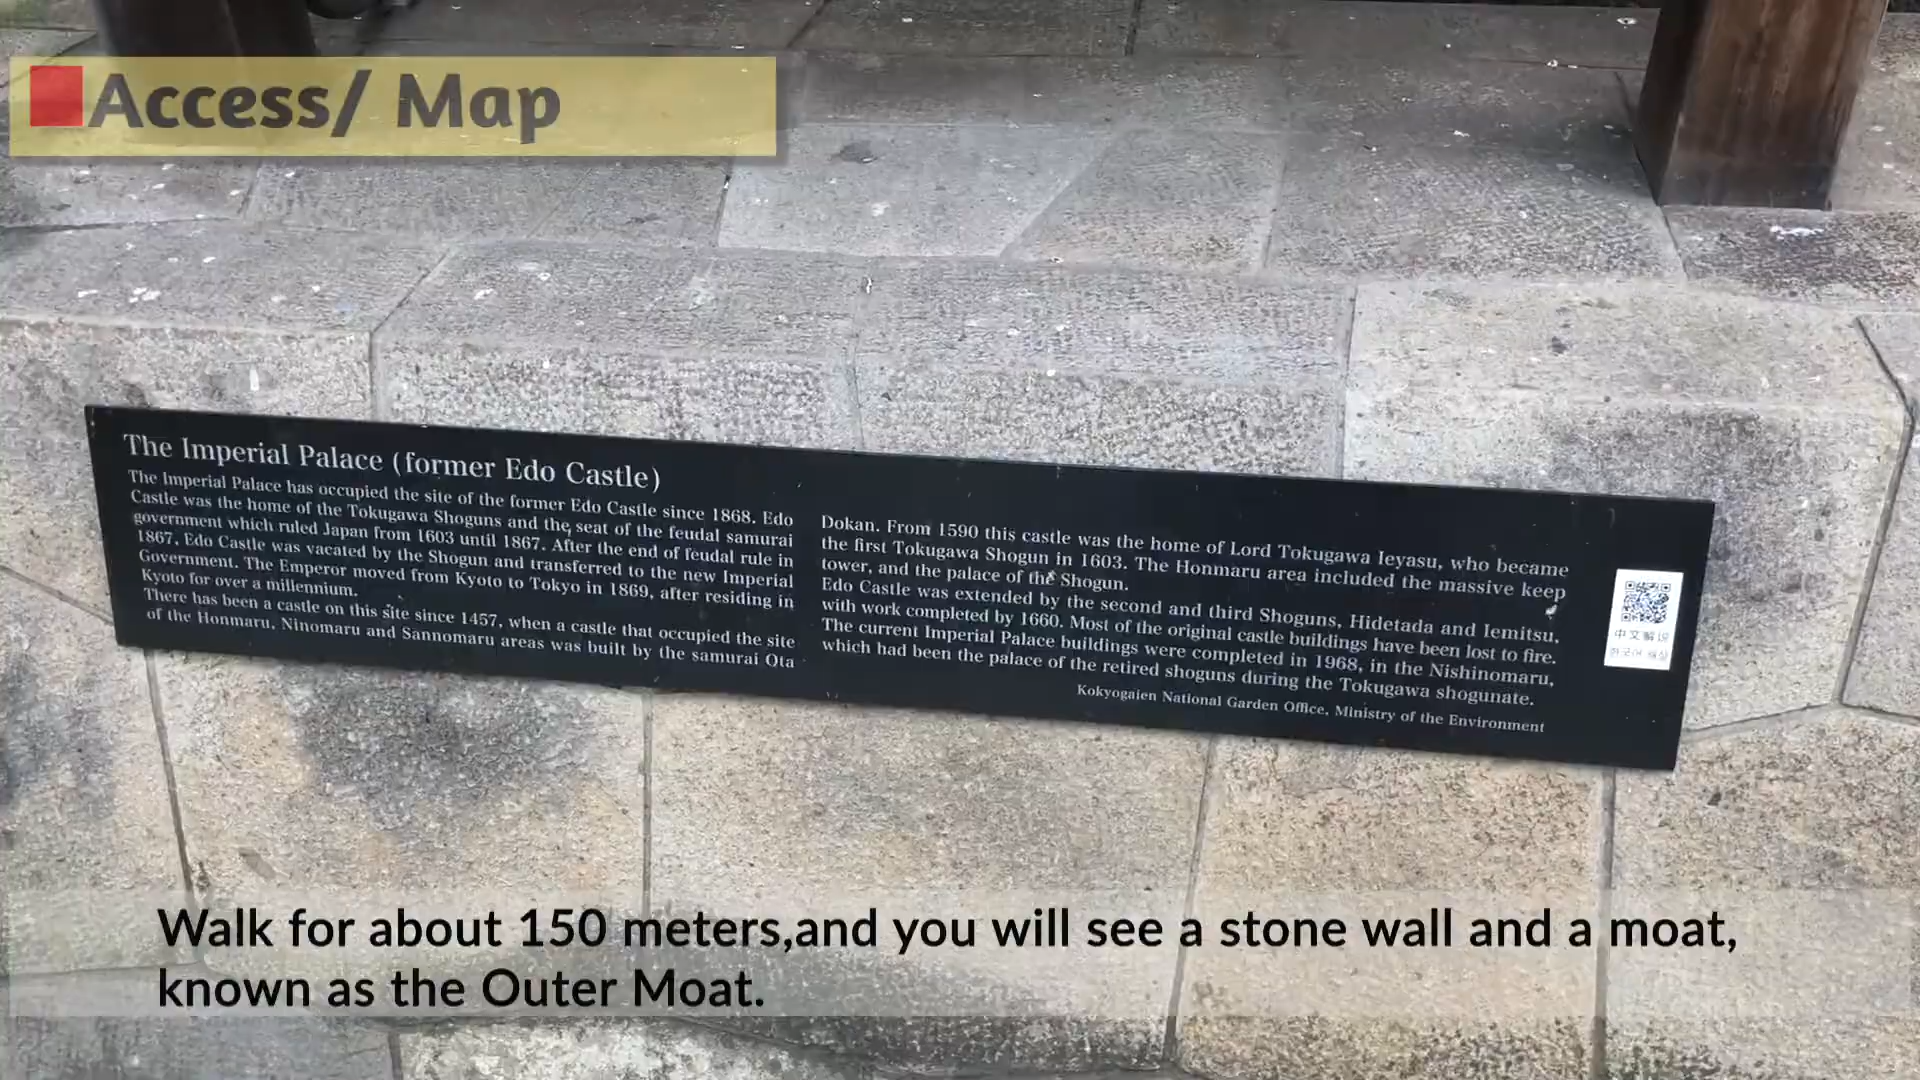 Access/ Map
The Imperial Palace (former Edo Castle)
The Imperial Palace has occupied the site of the former Edo Castle since 1868. Edo
Castle was the home of the Tokugawa Shoguns and the seat of the feudal samurai
government which ruled Japan from 1603 until 1867. After the end of feudal rule in
1867, Edo Castle was vacated by the Shogun and transferred to the new Imperial
Government. The Emperor moved from Kyoto to Tokyo in 1869, after residing in
Kyoto for over a millennium.
There has been a castle on this site since 1457, when a castle that occupied the site
of the Honmaru, Ninomaru and Sannomaru areas was built by the samurai Ota
Dokan. From 1590 this castle was the home of Lord Tokugawa Ieyasu, who became
the first Tokugawa Shogun in 1603. The Honmaru area included the massive keep
tower, and the palace of the Shogun.
Edo Castle was extended by the second and third Shoguns, Hidetada and Iemitsu,
with work completed by 1660. Most of the original castle buildings have been lost to fire.
The current Imperial Palace buildings were completed in 1968, in the Nishinomaru,
which had been the palace of the retired shoguns during the Tokugawa shogunate.
Kokyogaien National Garden Office, Ministry of the Environment
中文解说
한국어 해설
Walk for about 150 meters,and you will see a stone wall and a moat,
known as the Outer Moat.